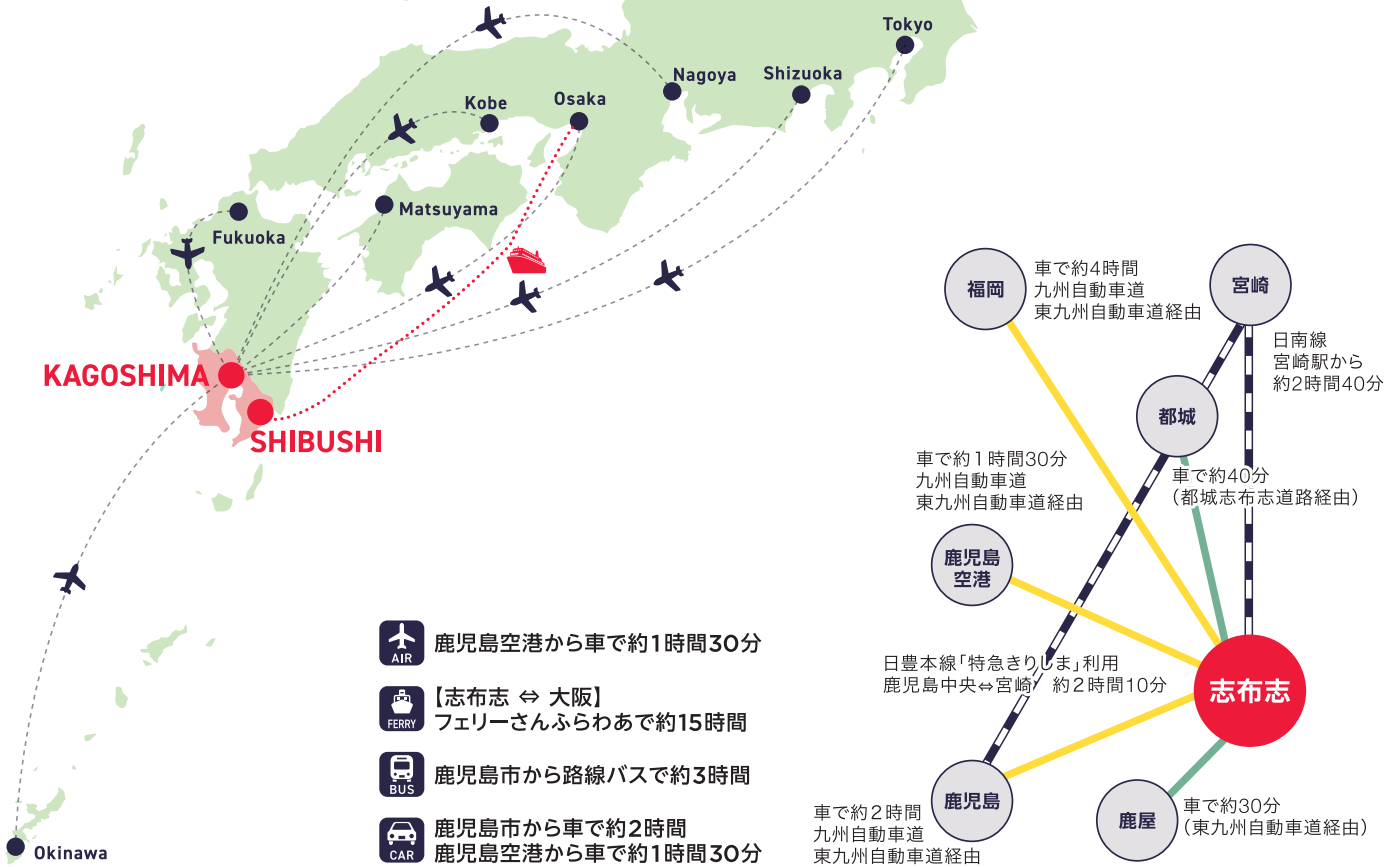 Tokyo
Nagoya
Shizuoka
Kobe
Osaka
Matsuyama
Fukuoka
KAGOSHIMA
SHIBUSHI
Okinawa
AIR
鹿児島空港から車で約1時間30分
FERRY
【志布志 ⇔ 大阪】
フェリーさんふらわあで約15時間
BUS
鹿児島市から路線バスで約3時間
CAR
鹿児島市から車で約2時間
鹿児島空港から車で約1時間30分
福岡
車で約4時間
九州自動車道
東九州自動車道経由
宮崎
日南線
宮崎駅から
約2時間40分
都城
車で約40分
（都城志布志道路経由）
車で約1時間30分
九州自動車道
東九州自動車道経由
鹿児島
空港
日豊本線「特急きりしま」利用
鹿児島中央⇔宮崎 約2時間10分
志布志
鹿児島
車で約2時間
九州自動車道
東九州自動車道経由
鹿屋
車で約30分
（東九州自動車道経由）